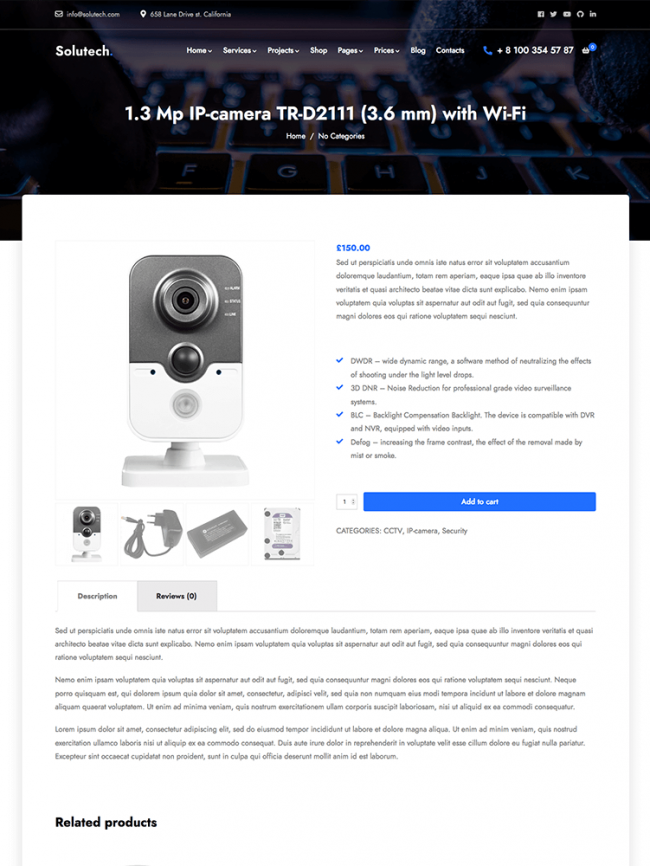 info@solutech.com 658 Lane Drive st. California
Solutech.
Home Services Projects Shop Pages Prices Blog Contacts + 8 100 354 57 87 0
1.3 Mp IP-camera TR-D2111 (3.6 mm) with Wi-Fi
Home / No Categories
F G H J K
£150.00
Sed ut perspiciatis unde omnis iste natus error sit voluptatem accusantium
doloremque laudantium, totam rem aperiam, eaque ipsa quae ab illo inventore
veritatis et quasi architecto beatae vitae dicta sunt explicabo. Nemo enim ipsam
voluptatem quia voluptas sit aspernatur aut odit aut fugit, sed quia consequuntur
magni dolores eos qui ratione voluptatem sequi nesciunt.
ALARM
STATUS
LINK
DWDR – wide dynamic range, a software method of neutralizing the effects
of shooting under the light level drops.
3D DNR – Noise Reduction for professional grade video surveillance
systems.
BLC – Backlight Compensation Backlight. The device is compatible with DVR
and NVR, equipped with video inputs.
Defog – increasing the frame contrast, the effect of the removal made by
mist or smoke.
1 Add to cart
CATEGORIES: CCTV, IP-camera, Security
Description Reviews (0)
Sed ut perspiciatis unde omnis iste natus error sit voluptatem accusantium doloremque laudantium, totam rem aperiam, eaque ipsa quae ab illo inventore veritatis et quasi
architecto beatae vitae dicta sunt explicabo. Nemo enim ipsam voluptatem quia voluptas sit aspernatur aut odit aut fugit, sed quia consequuntur magni dolores eos qui
ratione voluptatem sequi nesciunt.
Nemo enim ipsam voluptatem quia voluptas sit aspernatur aut odit aut fugit, sed quia consequuntur magni dolores eos qui ratione voluptatem sequi nesciunt. Neque
porro quisquam est, qui dolorem ipsum quia dolor sit amet, consectetur, adipisci velit, sed quia non numquam eius modi tempora incidunt ut labore et dolore magnam
aliquam quaerat voluptatem. Ut enim ad minima veniam, quis nostrum exercitationem ullam corporis suscipit laboriosam, nisi ut aliquid ex ea commodi consequatur.
Lorem ipsum dolor sit amet, consectetur adipiscing elit, sed do eiusmod tempor incididunt ut labore et dolore magna aliqua. Ut enim ad minim veniam, quis nostrud
exercitation ullamco laboris nisi ut aliquip ex ea commodo consequat. Duis aute irure dolor in reprehenderit in voluptate velit esse cillum dolore eu fugiat nulla pariatur.
Excepteur sint occaecat cupidatat non proident, sunt in culpa qui officia deserunt mollit anim id est laborum.
Related products